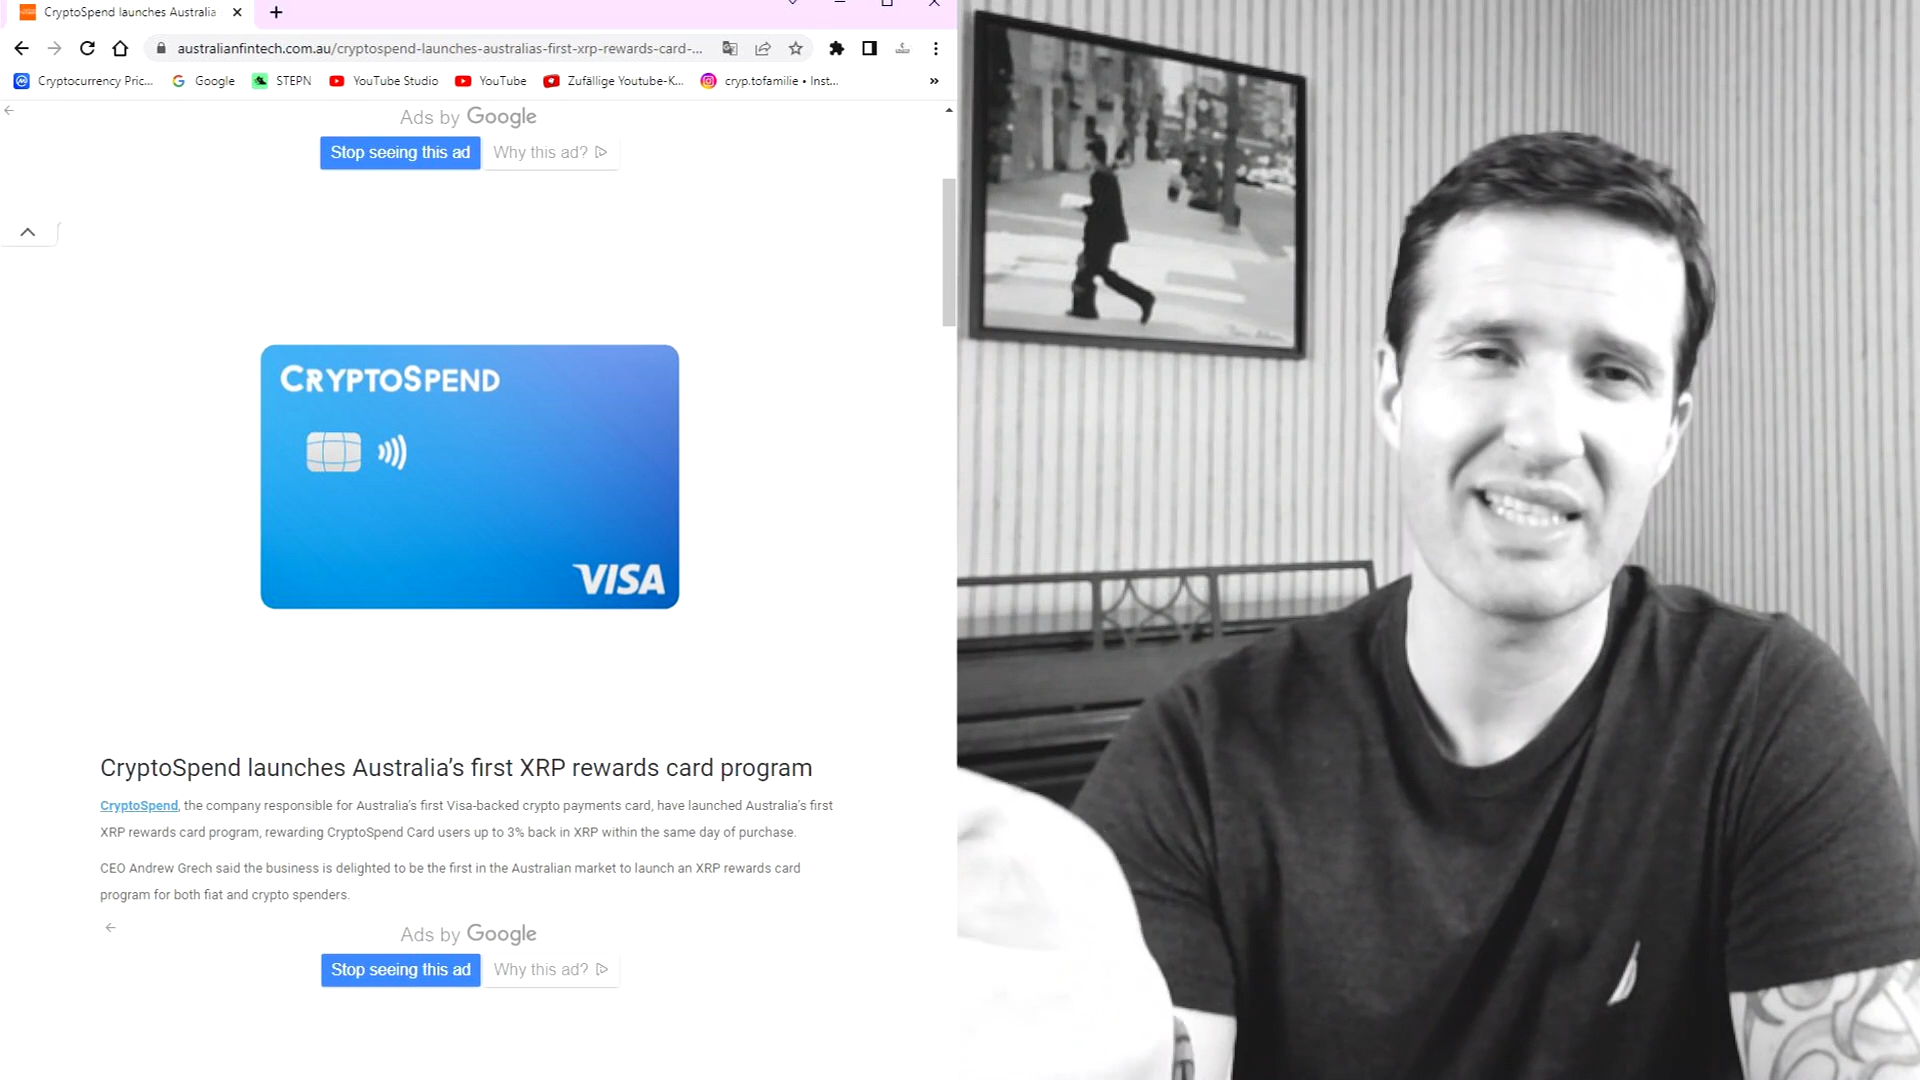 CryptoSpend launches Australia
australianfintech.com.au/cryptospend-launches-australias-first-xrp-rewards-card-...
Cryptocurrency Pric...
Google
STEPN
YouTube Studio
YouTube
Zufällige Youtube-K...
cryp.tofamilie • Inst...
»
Ads by Google
Stop seeing this ad
Why this ad?
CRYPTOSPEND
VISA
CryptoSpend launches Australia’s first XRP rewards card program
CryptoSpend, the company responsible for Australia’s first Visa-backed crypto payments card, have launched Australia’s first
XRP rewards card program, rewarding CryptoSpend Card users up to 3% back in XRP within the same day of purchase.
CEO Andrew Grech said the business is delighted to be the first in the Australian market to launch an XRP rewards card
program for both fiat and crypto spenders.
Ads by Google
Stop seeing this ad
Why this ad?